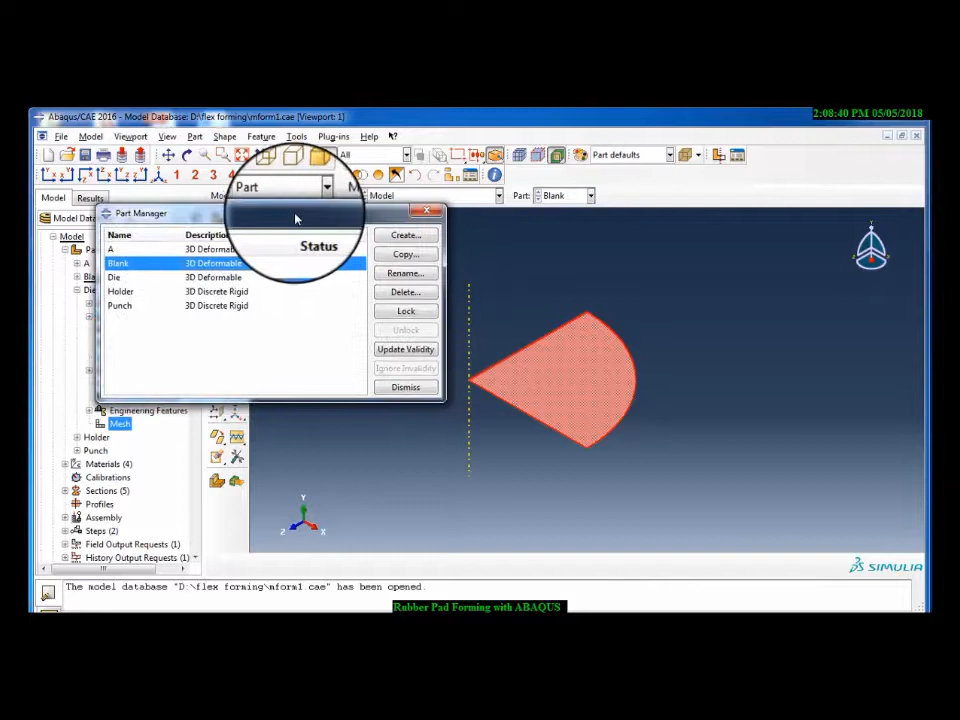 2:08:40 PM 05/05/2018
Abaqus/CAE 2016 - Model Database: D:\flex forming\mform1.cae [Viewport: 1]
File Model Viewport View Part Shape Feature Tools Plug-ins Help
All
Part defaults
1 2 3 4
Part
Model
Part: Blank
Model Results
Part Manager
Name Status
A 3D
Blank 3D Deformable
Die 3D Deformable
Holder 3D Discrete Rigid
Punch 3D Discrete Rigid
Create...
Copy...
Rename...
Delete...
Lock
Unlock
Update Validity
Ignore Invalidity
Dismiss
Model
A
Engineering Features
Mesh
Holder
Punch
Materials (4)
Calibrations
Sections (5)
Profiles
Assembly
Steps (2)
Field Output Requests (1)
History Output Requests (1)
Y
Z X
Y
SIMULIA
The model database "D:\flex forming\mform1.cae" has been opened.
Rubber Pad Forming with ABAQUS